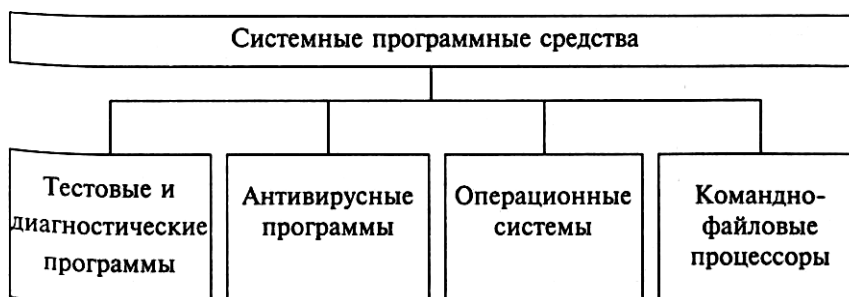 Системные программные средства
Тестовые и
диагностические
программы
Антивирусные
программы
Операционные
системы
Командно-
файловые
процессоры